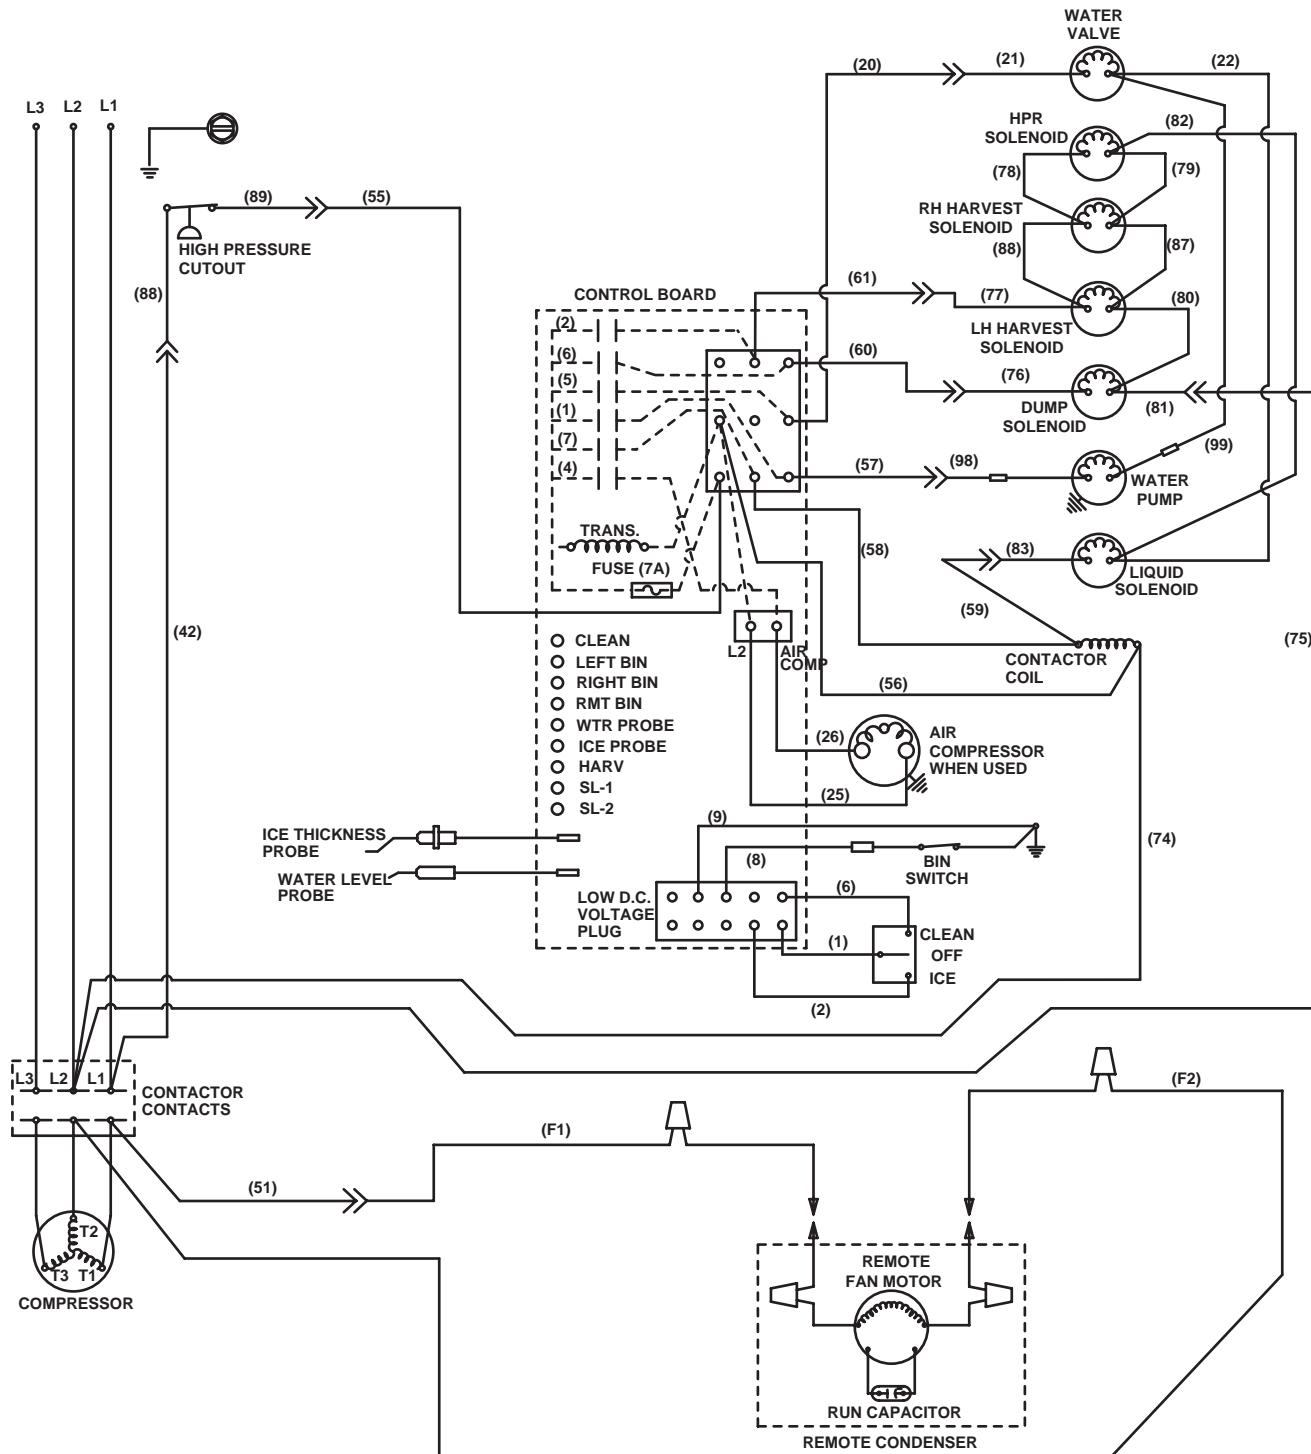 WATER
VALVE
(20)
(21)
(22)
L3
L2
L1
HPR
SOLENOID
(82)
(78)
(79)
(89)
(55)
RH HARVEST
SOLENOID
HIGH PRESSURE
CUTOUT
(88)
(87)
(88)
(61)
(77)
(80)
CONTROL BOARD
LH HARVEST
SOLENOID
(2)
(6)
(5)
(1)
(7)
(4)
(60)
(76)
DUMP
SOLENOID
(81)
(57)
(98)
(99)
WATER
PUMP
TRANS.
FUSE (7A)
(58)
(83)
LIQUID
SOLENOID
(59)
(42)
(75)
CLEAN
LEFT BIN
RIGHT BIN
RMT BIN
WTR PROBE
ICE PROBE
HARV
SL-1
SL-2
L2
AIR
COMP
CONTACTOR
COIL
(56)
(26)
AIR
COMPRESSOR
WHEN USED
(25)
(9)
(74)
ICE THICKNESS
PROBE
WATER LEVEL
PROBE
(8)
BIN
SWITCH
LOW D.C.
VOLTAGE
PLUG
(6)
(1)
(2)
CLEAN
OFF
ICE
L3
L2
L1
CONTACTOR
CONTACTS
(F2)
(F1)
(51)
T2
T3
T1
COMPRESSOR
REMOTE
FAN MOTOR
RUN CAPACITOR
REMOTE CONDENSER